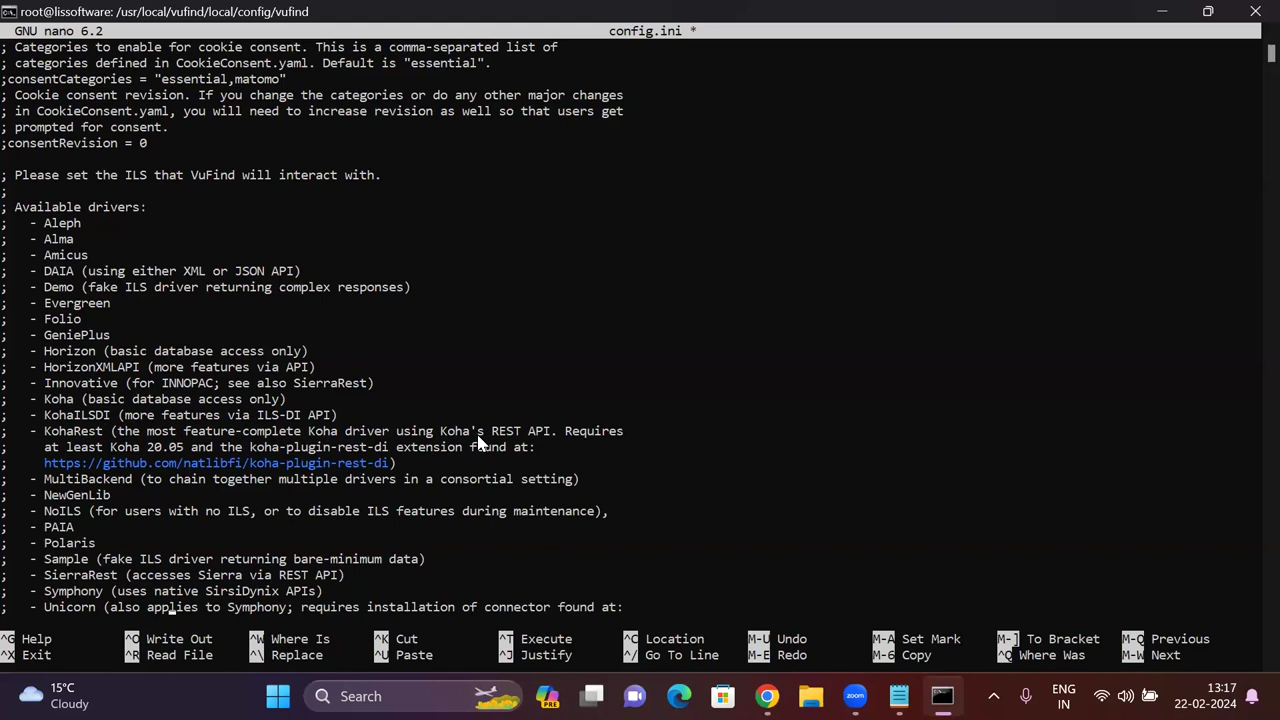 root@lissoftware: /usr/local/vufind/local/config/vufind
GNU nano 6.2 config.ini *
; Categories to enable for cookie consent. This is a comma-separated list of
; categories defined in CookieConsent.yaml. Default is "essential".
;consentCategories = "essential,matomo"
; Cookie consent revision. If you change the categories or do any other major changes
; in CookieConsent.yaml, you will need to increase revision as well so that users get
; prompted for consent.
;consentRevision = 0
; Please set the ILS that VuFind will interact with.
;
; Available drivers:
; - Aleph
; - Alma
; - Amicus
; - DAIA (using either XML or JSON API)
; - Demo (fake ILS driver returning complex responses)
; - Evergreen
; - Folio
; - GeniePlus
; - Horizon (basic database access only)
; - HorizonXMLAPI (more features via API)
; - Innovative (for INNOPAC; see also SierraRest)
; - Koha (basic database access only)
; - KohaILSDI (more features via ILS-DI API)
; - KohaRest (the most feature-complete Koha driver using Koha's REST API. Requires
; at least Koha 20.05 and the koha-plugin-rest-di extension found at:
; https://github.com/natlibfi/koha-plugin-rest-di)
; - MultiBackend (to chain together multiple drivers in a consortial setting)
; - NewGenLib
; - NoILS (for users with no ILS, or to disable ILS features during maintenance),
; - PAIA
; - Polaris
; - Sample (fake ILS driver returning bare-minimum data)
; - SierraRest (accesses Sierra via REST API)
; - Symphony (uses native SirsiDynix APIs)
; - Unicorn (also applies to Symphony; requires installation of connector found at:
^G Help ^O Write Out ^W Where Is ^K Cut ^T Execute ^C Location M-U Undo M-A Set Mark M-] To Bracket M-Q Previous
^X Exit ^R Read File ^\ Replace ^U Paste ^J Justify ^/ Go To Line M-E Redo M-6 Copy ^Q Where Was M-W Next
15°C
Cloudy
Search
PRE
zoom
ENG
IN
13:17
22-02-2024